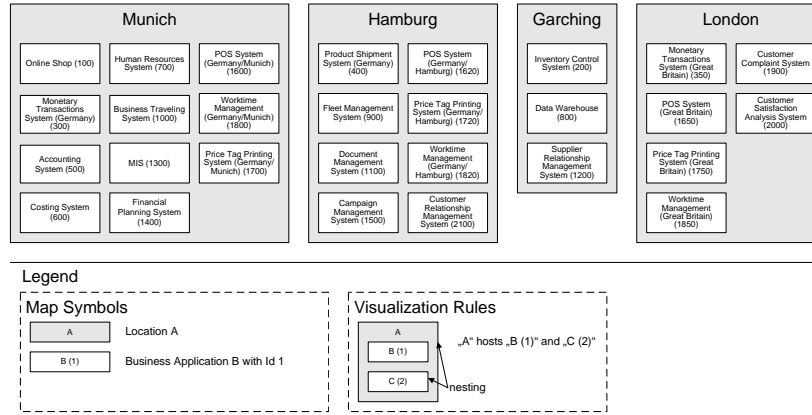 Munich
Online Shop (100)
Human Resources
System (700)
POS System
(Germany/Munich)
(1600)
Monetary
Transactions
System (Germany)
(300)
Business Traveling
System (1000)
Worktime
Management
(Germany/Munich)
(1800)
Accounting
System (500)
MIS (1300)
Price Tag Printing
System (Germany/
Munich) (1700)
Costing System
(600)
Financial
Planning System
(1400)
Hamburg
Product Shipment
System (Germany)
(400)
POS System
(Germany/
Hamburg) (1620)
Fleet Management
System (900)
Price Tag Printing
System (Germany/
Hamburg) (1720)
Document
Management
System (1100)
Worktime
Management
(Germany/
Hamburg) (1820)
Campaign
Management
System (1500)
Customer
Relationship
Management
System (2100)
Garching
Inventory Control
System (200)
Data Warehouse
(800)
Supplier
Relationship
Management
System (1200)
London
Monetary
Transactions
System (Great
Britain) (350)
Customer
Complaint System
(1900)
POS System
(Great Britain)
(1650)
Customer
Satisfaction
Analysis System
(2000)
Price Tag Printing
System (Great
Britain) (1750)
Worktime
Management
(Great Britain)
(1850)
Legend
Map Symbols
A
Location A
B (1)
Business Application B with Id 1
Visualization Rules
A
B (1)
C (2)
„A“ hosts „B (1)“ and „C (2)“
nesting